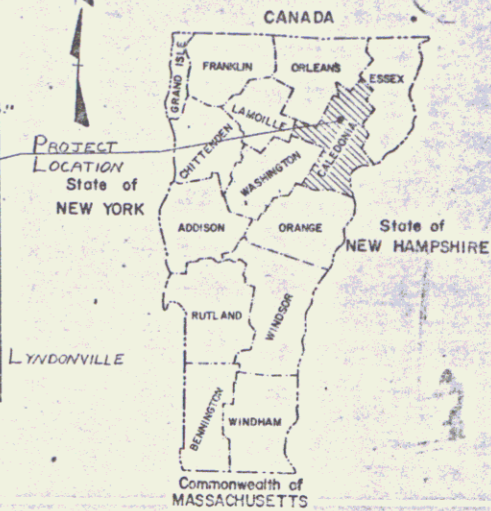 CANADA
GRAND ISLE
FRANKLIN
ORLEANS
ESSEX
LAMOILLE
CHITTENDEN
CALEDONIA
WASHINGTON
PROJECT
LOCATION
State of
NEW YORK
ADDISON
ORANGE
State of
NEW HAMPSHIRE
RUTLAND
WINDSOR
LYNDONVILLE
BENNINGTON
WINDHAM
Commonwealth of
MASSACHUSETTS